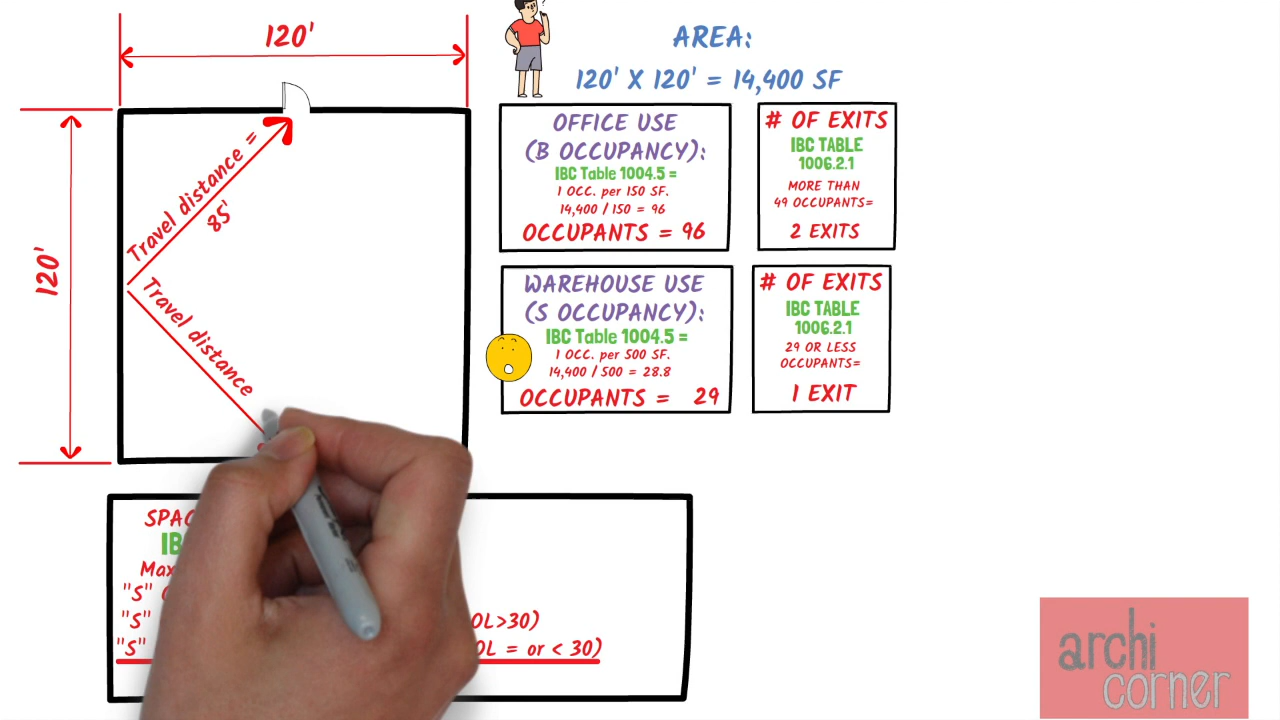 120'
120'
Travel distance =
85'
Travel distance
AREA:
120' X 120' = 14,400 SF
OFFICE USE
(B OCCUPANCY):
IBC Table 1004.5 =
1 OCC. per 150 SF.
14,400 / 150 = 96
OCCUPANTS = 96
# OF EXITS
IBC TABLE
1006.2.1
MORE THAN
49 OCCUPANTS=
2 EXITS
WAREHOUSE USE
(S OCCUPANCY):
IBC Table 1004.5 =
1 OCC. per 500 SF.
14,400 / 500 = 28.8
OCCUPANTS = 29
# OF EXITS
IBC TABLE
1006.2.1
29 OR LESS
OCCUPANTS=
1 EXIT
"S"
"S" OL>30)
"S" OL = or < 30)
archi
corner